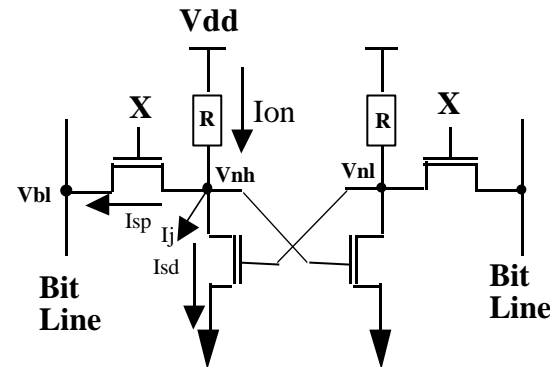 Vdd
X
R
Ion
R
X
Vbl
Vnh
Vnl
Isp
Ij
Isd
Bit
Line
Bit
Line